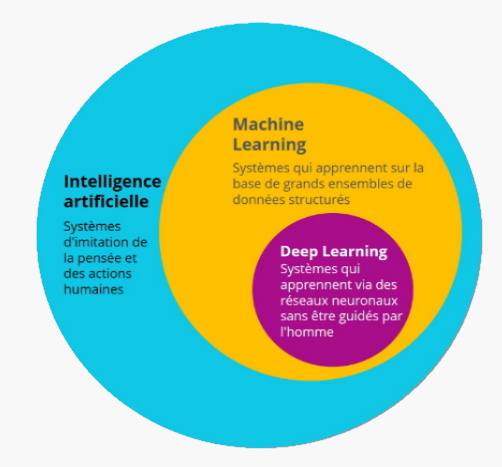 Intelligence
artificielle
Systèmes
d'imitation de
la pensée et
des actions
humaines
Machine
Learning
Systèmes qui apprennent sur la
base de grands ensembles de
données structurés
Deep Learning
Systèmes qui
apprennent via des
réseaux neuronaux
sans être guidés par
l'homme